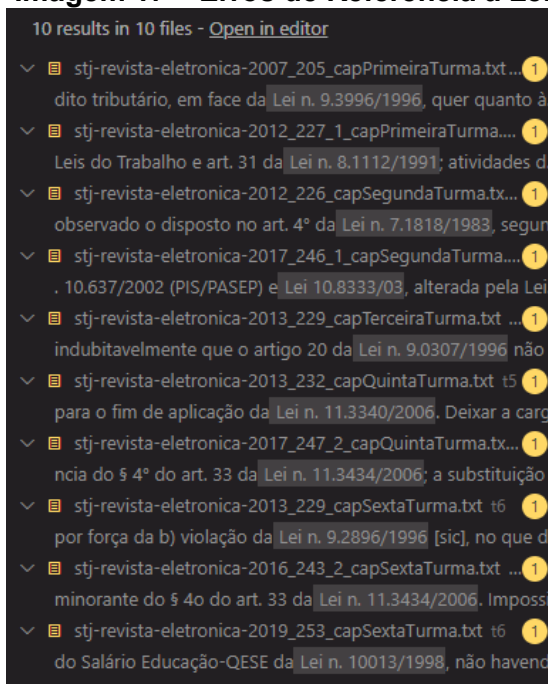 10 results in 10 files - Open in editor
stj-revista-eletronica-2007_205_capPrimeiraTurma.txt ... 1
dito tributário, em face da Lei n. 9.3996/1996, quer quanto à
stj-revista-eletronica-2012_227_1_capPrimeiraTurma.... 1
Leis do Trabalho e art. 31 da Lei n. 8.1112/1991; atividades d
stj-revista-eletronica-2012_226_capSegundaTurma.tx... 1
observado o disposto no art. 4º da Lei n. 7.1818/1983, segun
stj-revista-eletronica-2017_246_1_capSegundaTurma.... 1
. 10.637/2002 (PIS/PASEP) e Lei 10.8333/03, alterada pela Lei
stj-revista-eletronica-2013_229_capTerceiraTurma.txt ... 1
indubitavelmente que o artigo 20 da Lei n. 9.0307/1996 não
stj-revista-eletronica-2013_232_capQuintaTurma.txt t5 1
para o fim de aplicação da Lei n. 11.3340/2006. Deixar a carg
stj-revista-eletronica-2017_247_2_capQuintaTurma.tx... 1
ncia do § 4º do art. 33 da Lei n. 11.3434/2006; a substituição
stj-revista-eletronica-2013_229_capSextaTurma.txt t6 1
por força da b) violação da Lei n. 9.2896/1996 [sic], no que d
stj-revista-eletronica-2016_243_2_capSextaTurma.txt ... 1
minorante do § 4o do art. 33 da Lei n. 11.3434/2006. Impossi
stj-revista-eletronica-2019_253_capSextaTurma.txt t6 1
do Salário Educação-QESE da Lei n. 10013/1998, não havend